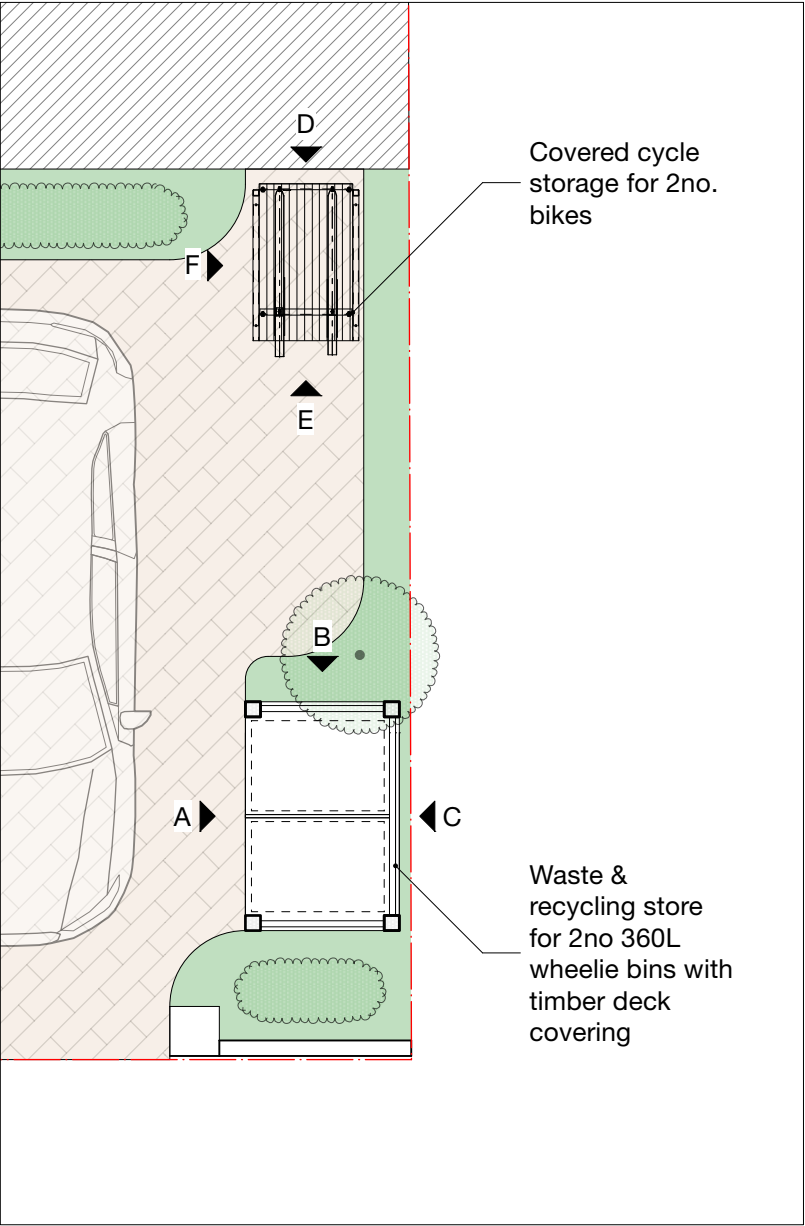 D
Covered cycle
storage for 2no.
bikes
F
E
B
A
C
Waste &
recycling store
for 2no 360L
wheelie bins with
timber deck
covering